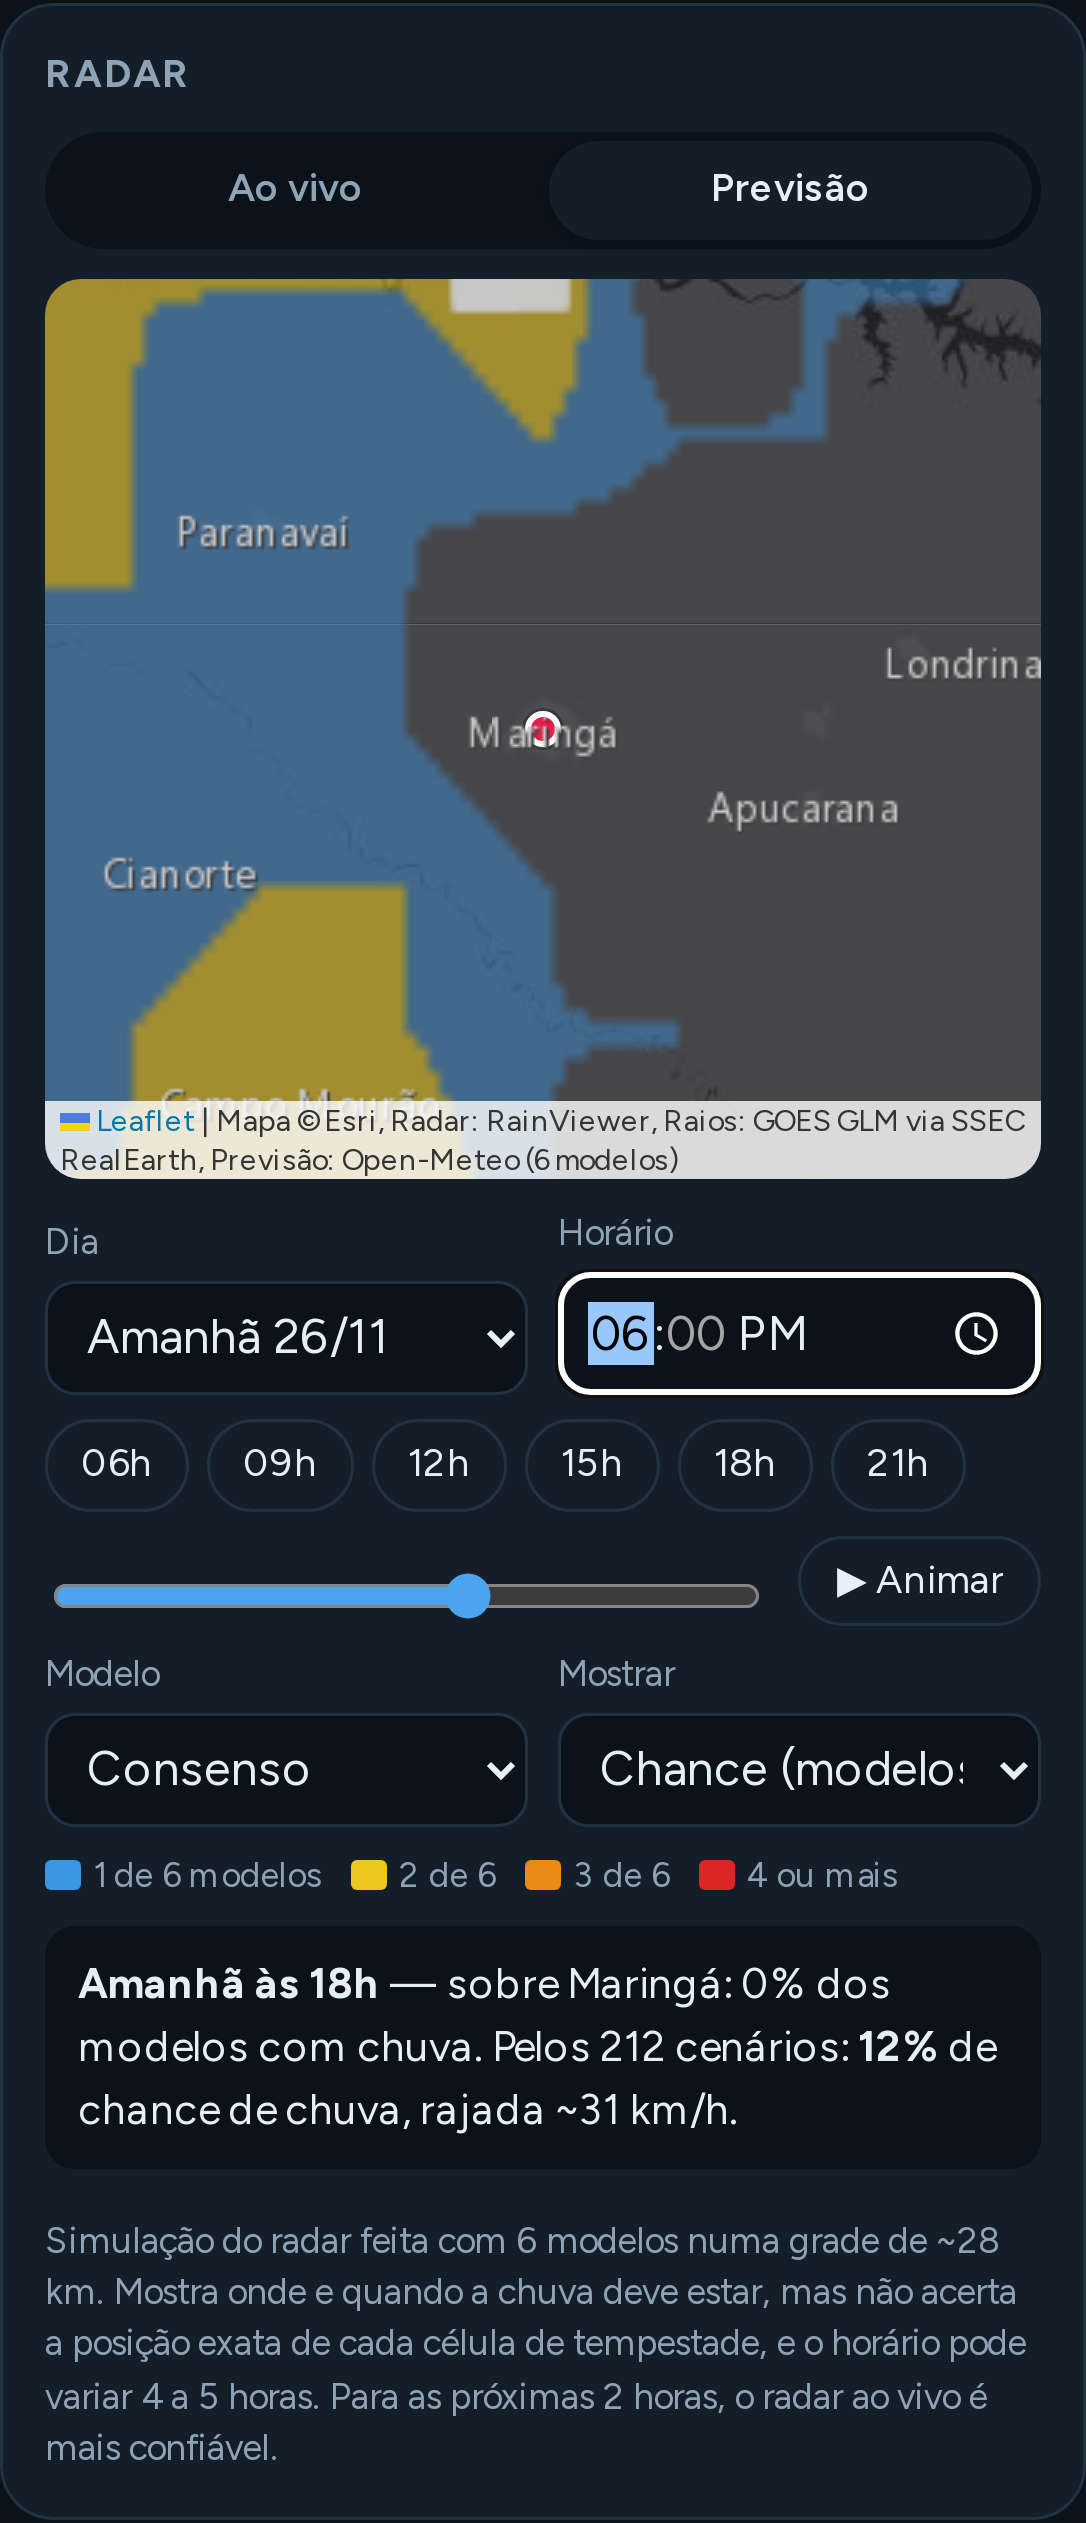 RADAR
Ao vivo
Previsão
Paranavaí
Londrina
Maringá
Apucarana
Cianorte
Campo Mourão
Leaflet | Mapa © Esri, Radar: RainViewer, Raios: GOES GLM via SSEC
RealEarth, Previsão: Open-Meteo (6 modelos)
Dia
Horário
Amanhã 26/11
06:00 PM
06h 09h 12h 15h 18h 21h
▶ Animar
Modelo
Mostrar
Consenso
Chance (modelos
1 de 6 modelos 2 de 6 3 de 6 4 ou mais
Amanhã às 18h — sobre Maringá: 0% dos
modelos com chuva. Pelos 212 cenários: 12% de
chance de chuva, rajada ~31 km/h.
Simulação do radar feita com 6 modelos numa grade de ~28
km. Mostra onde e quando a chuva deve estar, mas não acerta
a posição exata de cada célula de tempestade, e o horário pode
variar 4 a 5 horas. Para as próximas 2 horas, o radar ao vivo é
mais confiável.